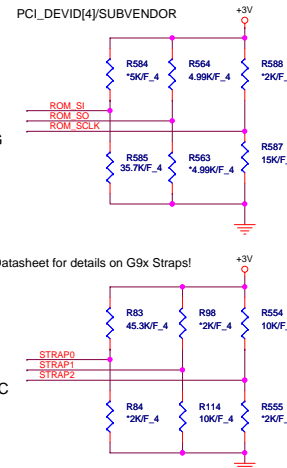 PCI_DEVID[4]/SUBVENDOR
+3V
R584
*5K/F_4
R564
4.99K/F_4
R588
*2K/F_4
ROM_SI
ROM_SO
ROM_SCLK
G
R585
35.7K/F_4
R563
*4.99K/F_4
R587
15K/F_
Datasheet for details on G9x Straps!
+3V
R83
45.3K/F_4
R98
*2K/F_4
R554
10K/F_4
STRAP0
STRAP1
STRAP2
C
R84
*2K/F_4
R114
10K/F_4
R555
*2K/F_4